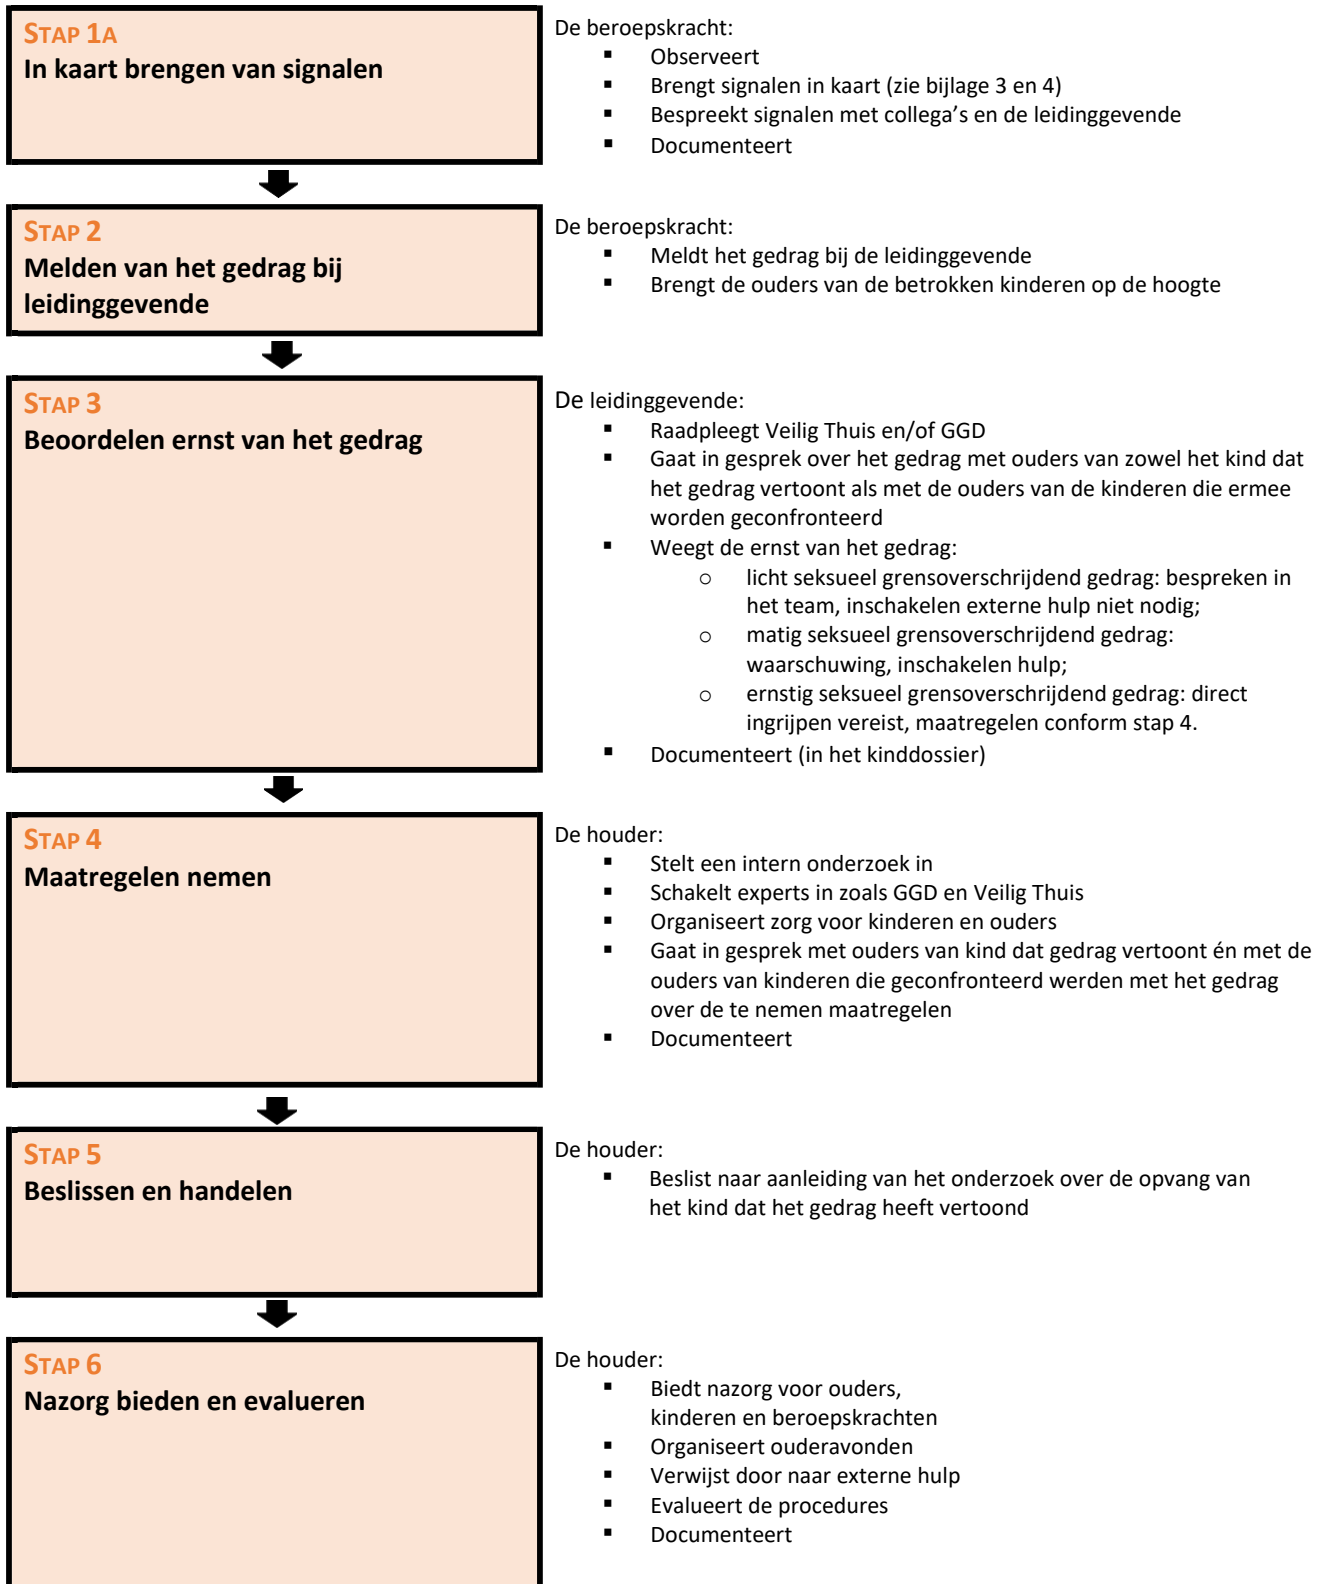 STAP 1A
In kaart brengen van signalen
De beroepskracht:
▪ Observeert
▪ Brengt signalen in kaart (zie bijlage 3 en 4)
▪ Bespreekt signalen met collega’s en de leidinggevende
▪ Documenteert
STAP 2
Melden van het gedrag bij
leidinggevende
De beroepskracht:
▪ Meldt het gedrag bij de leidinggevende
▪ Brengt de ouders van de betrokken kinderen op de hoogte
STAP 3
Beoordelen ernst van het gedrag
De leidinggevende:
▪ Raadpleegt Veilig Thuis en/of GGD
▪ Gaat in gesprek over het gedrag met ouders van zowel het kind dat
het gedrag vertoont als met de ouders van de kinderen die ermee
worden geconfronteerd
▪ Weegt de ernst van het gedrag:
o licht seksueel grensoverschrijdend gedrag: bespreken in
het team, inschakelen externe hulp niet nodig;
o matig seksueel grensoverschrijdend gedrag:
waarschuwing, inschakelen hulp;
o ernstig seksueel grensoverschrijdend gedrag: direct
ingrijpen vereist, maatregelen conform stap 4.
▪ Documenteert (in het kinddossier)
STAP 4
Maatregelen nemen
De houder:
▪ Stelt een intern onderzoek in
▪ Schakelt experts in zoals GGD en Veilig Thuis
▪ Organiseert zorg voor kinderen en ouders
▪ Gaat in gesprek met ouders van kind dat gedrag vertoont én met de
ouders van kinderen die geconfronteerd werden met het gedrag
over de te nemen maatregelen
▪ Documenteert
STAP 5
Beslissen en handelen
De houder:
▪ Beslist naar aanleiding van het onderzoek over de opvang van
het kind dat het gedrag heeft vertoond
STAP 6
Nazorg bieden en evalueren
De houder:
▪ Biedt nazorg voor ouders,
kinderen en beroepskrachten
▪ Organiseert ouderavonden
▪ Verwijst door naar externe hulp
▪ Evalueert de procedures
▪ Documenteert